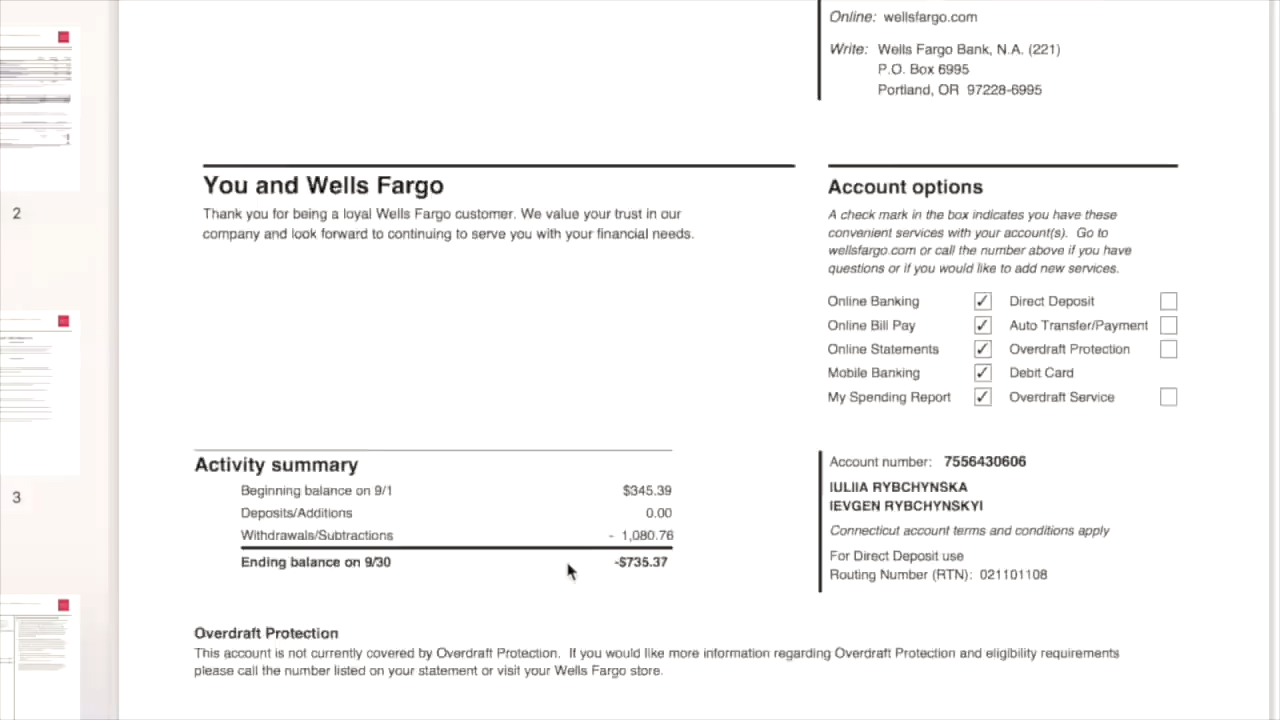 Online: wellsfargo.com
Write: Wells Fargo Bank, N.A. (221)
P.O. Box 6995
Portland, OR 97228-6995
You and Wells Fargo
Thank you for being a loyal Wells Fargo customer. We value your trust in our
company and look forward to continuing to serve you with your financial needs.
Account options
A check mark in the box indicates you have these
convenient services with your account(s). Go to
wellsfargo.com or call the number above if you have
questions or if you would like to add new services.
Online Banking ✓ Direct Deposit
Online Bill Pay ✓ Auto Transfer/Payment
Online Statements ✓ Overdraft Protection
Mobile Banking ✓ Debit Card
My Spending Report ✓ Overdraft Service
Activity summary
Beginning balance on 9/1 $345.39
Deposits/Additions 0.00
Withdrawals/Subtractions - 1,080.76
Ending balance on 9/30 -$735.37
Account number: 7556430606
IULIIA RYBCHYNSKA
IEVGEN RYBCHYNSKYI
Connecticut account terms and conditions apply
For Direct Deposit use
Routing Number (RTN): 021101108
Overdraft Protection
This account is not currently covered by Overdraft Protection. If you would like more information regarding Overdraft Protection and eligibility requirements
please call the number listed on your statement or visit your Wells Fargo store.
2
3